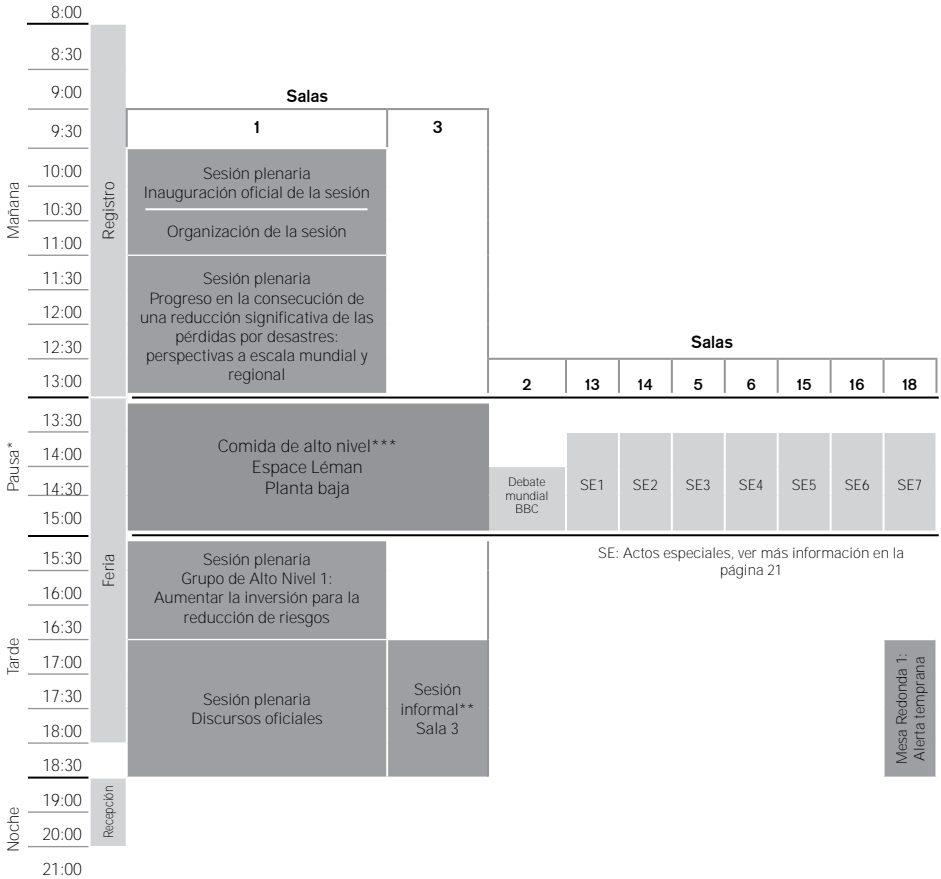 8:00
8:30
9:00
9:30
10:00
10:30
11:00
11:30
12:00
12:30
13:00
13:30
14:00
14:30
15:00
15:30
16:00
16:30
17:00
17:30
18:00
18:30
19:00
20:00
21:00
Mañana
Pausa*
Tarde
Noche
Registro
Feria
Recepción
Salas
1
3
Sesión plenaria
Inauguración oficial de la sesión
Organización de la sesión
Sesión plenaria
Progreso en la consecución de
una reducción significativa de las
pérdidas por desastres:
perspectivas a escala mundial y
regional
Salas
2
13
14
5
6
15
16
18
Comida de alto nivel***
Espace Léman
Planta baja
Debate
mundial
BBC
SE1
SE2
SE3
SE4
SE5
SE6
SE7
SE: Actos especiales, ver más información en la
página 21
Sesión plenaria
Grupo de Alto Nivel 1:
Aumentar la inversión para la
reducción de riesgos
Sesión plenaria
Discursos oficiales
Sesión
informal**
Sala 3
Mesa Redonda 1:
Alerta temprana